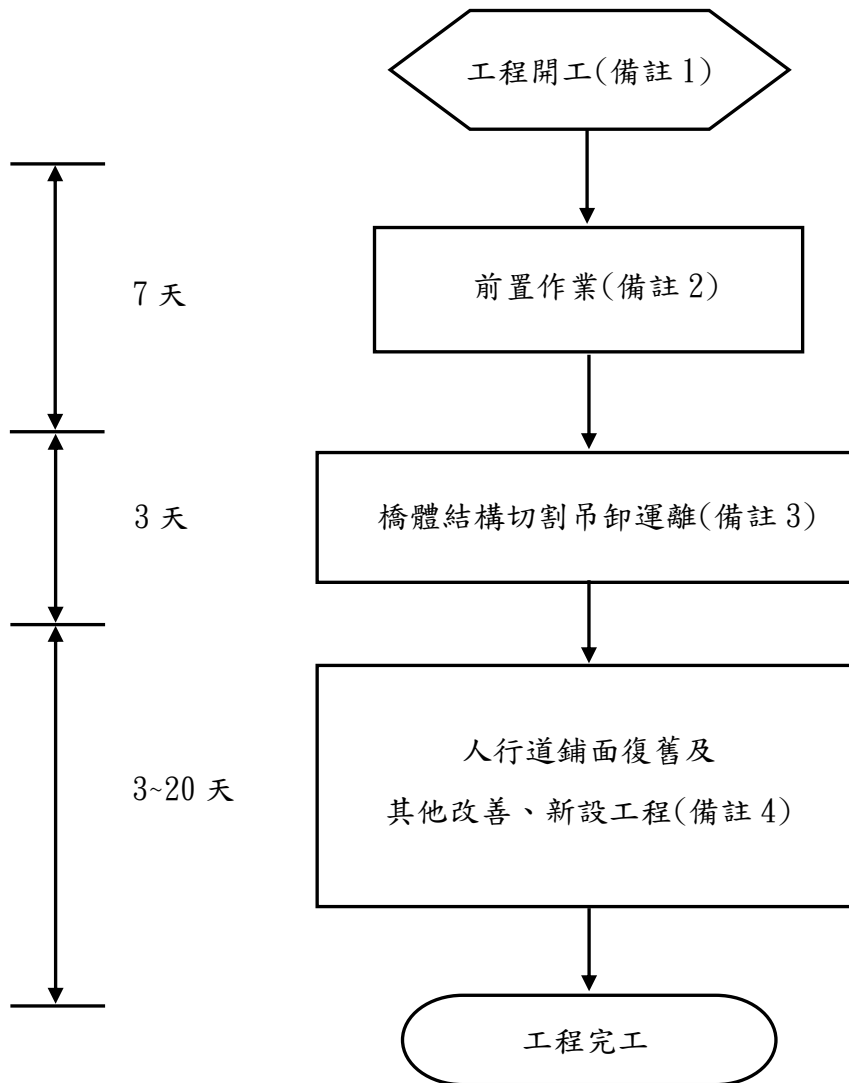 工程開工(備註 1)
7 天
前置作業(備註 2)
3 天
橋體結構切割吊卸運離(備註 3)
3~20 天
人行道鋪面復舊及
其他改善、新設工程(備註 4)
工程完工